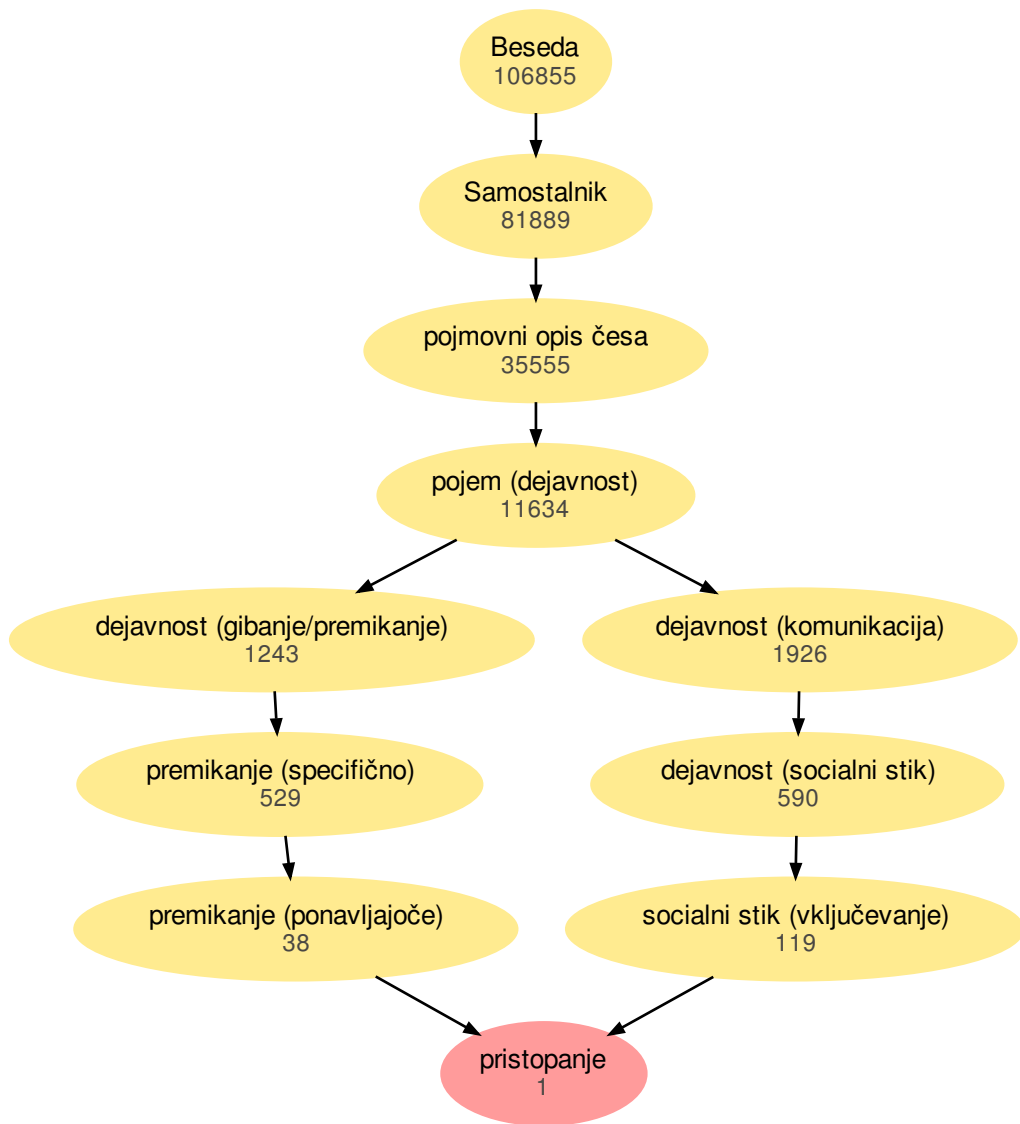 Beseda
106855
Samostalnik
81889
pojmovni opis česa
35555
pojem (dejavnost)
11634
dejavnost (gibanje/premikanje)
1243
dejavnost (komunikacija)
1926
premikanje (specifično)
529
dejavnost (socialni stik)
590
premikanje (ponavljajoče)
38
socialni stik (vključevanje)
119
pristopanje
1